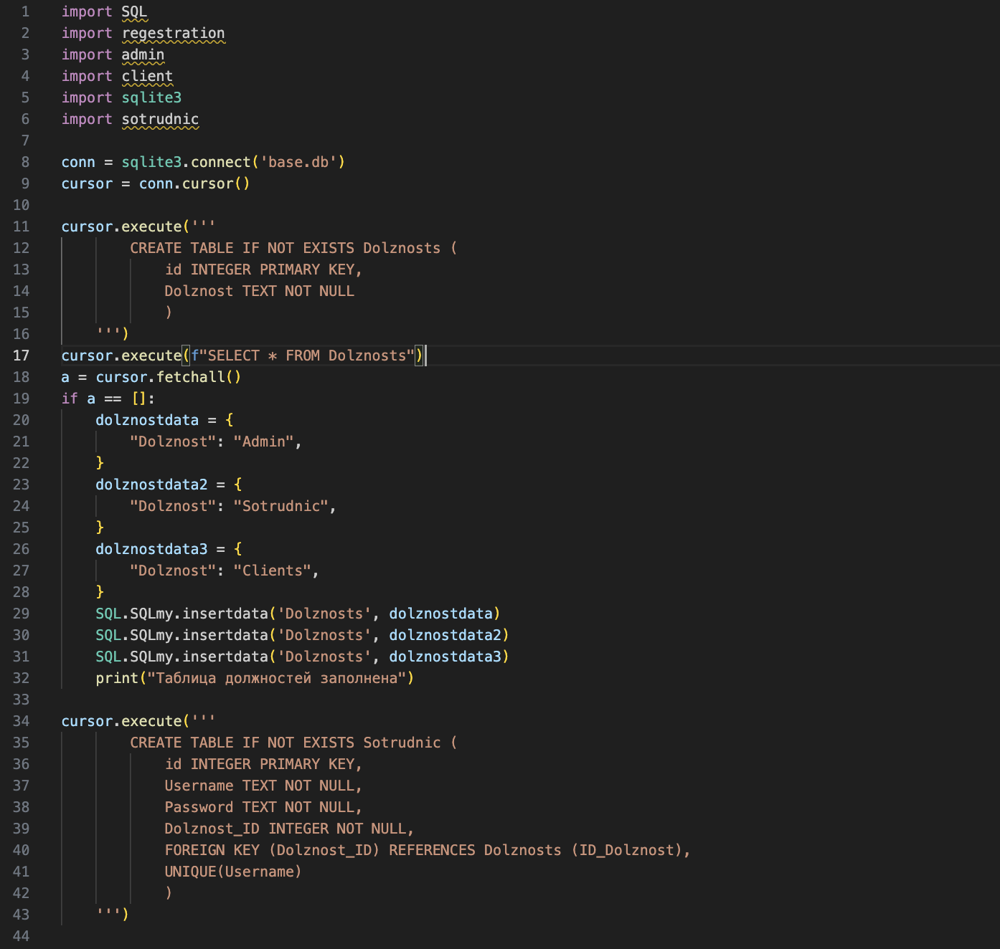 1 import SQL
2 import regestration
3 import admin
4 import client
5 import sqlite3
6 import sotrudnic
7
8 conn = sqlite3.connect('base.db')
9 cursor = conn.cursor()
10
11 cursor.execute('''
12         CREATE TABLE IF NOT EXISTS Dolznosts (
13             id INTEGER PRIMARY KEY,
14             Dolznost TEXT NOT NULL
15             )
16     ''')
17 cursor.execute(f"SELECT * FROM Dolznosts")
18 a = cursor.fetchall()
19 if a == []:
20     dolznostdata = {
21         "Dolznost": "Admin",
22     }
23     dolznostdata2 = {
24         "Dolznost": "Sotrudnic",
25     }
26     dolznostdata3 = {
27         "Dolznost": "Clients",
28     }
29     SQL.SQLmy.insertdata('Dolznosts', dolznostdata)
30     SQL.SQLmy.insertdata('Dolznosts', dolznostdata2)
31     SQL.SQLmy.insertdata('Dolznosts', dolznostdata3)
32     print("Таблица должностей заполнена")
33
34 cursor.execute('''
35         CREATE TABLE IF NOT EXISTS Sotrudnic (
36             id INTEGER PRIMARY KEY,
37             Username TEXT NOT NULL,
38             Password TEXT NOT NULL,
39             Dolznost_ID INTEGER NOT NULL,
40             FOREIGN KEY (Dolznost_ID) REFERENCES Dolznosts (ID_Dolznost),
41             UNIQUE(Username)
42             )
43     ''')
44